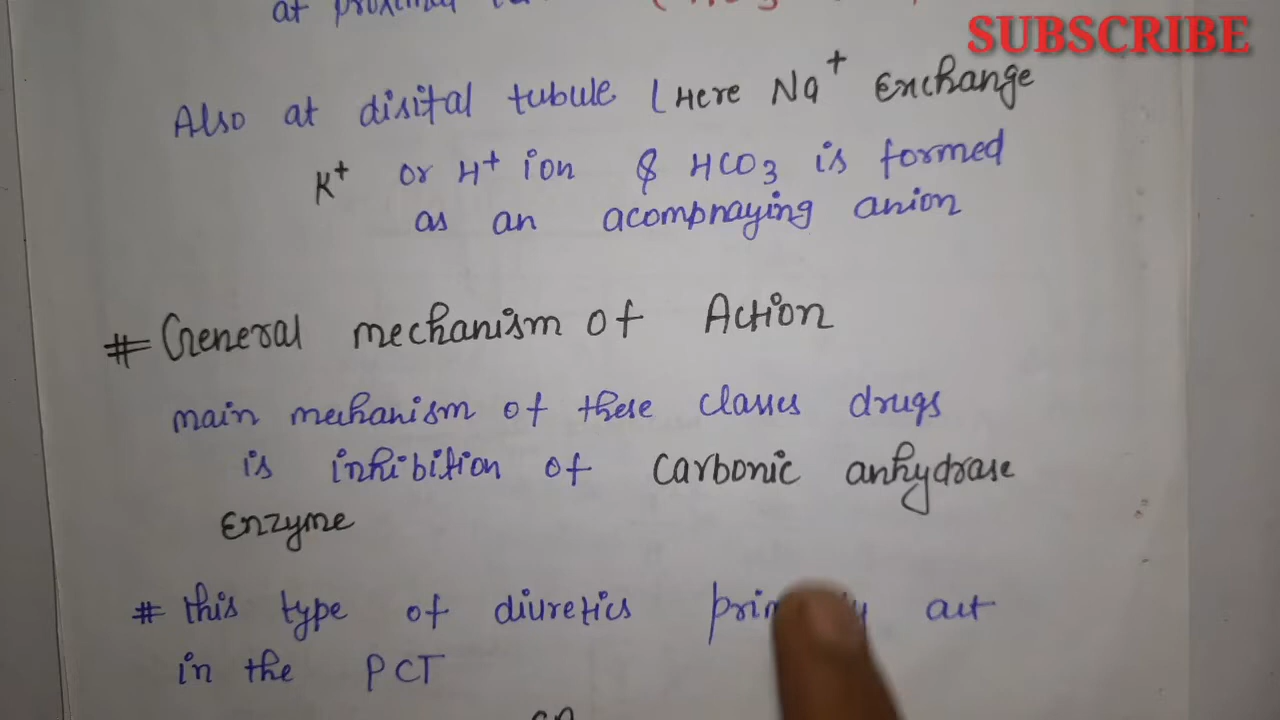 at proximal
SUBSCRIBE
Also at disital tubule (Here Na+ Exchange
K+ or H+ ion & HCO3 is formed
as an acompnaying anion
# General mechanism of Action
main mechanism of these classes drugs
is inhibition of carbonic anhydrase
Enzyme
# this type of diuretics act
in the PCT